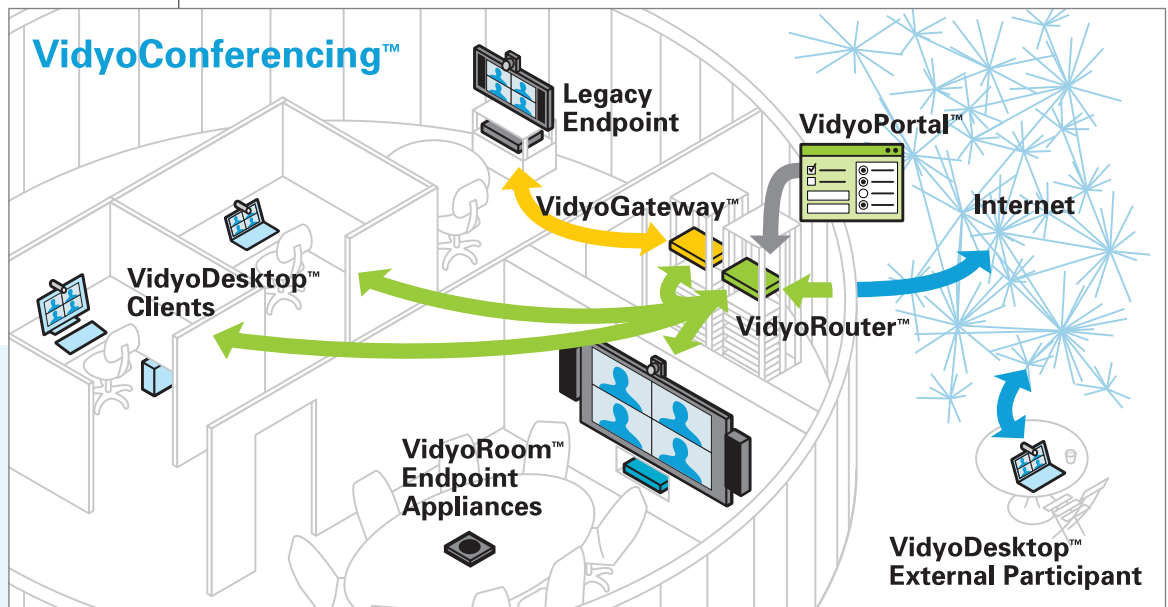 VidyoConferencing™
Legacy
Endpoint
VidyoPortal™
VidyoGateway™
Internet
VidyoDesktop™
Clients
VidyoRouter™
VidyoRoom™
Endpoint
Appliances
VidyoDesktop™
External Participant